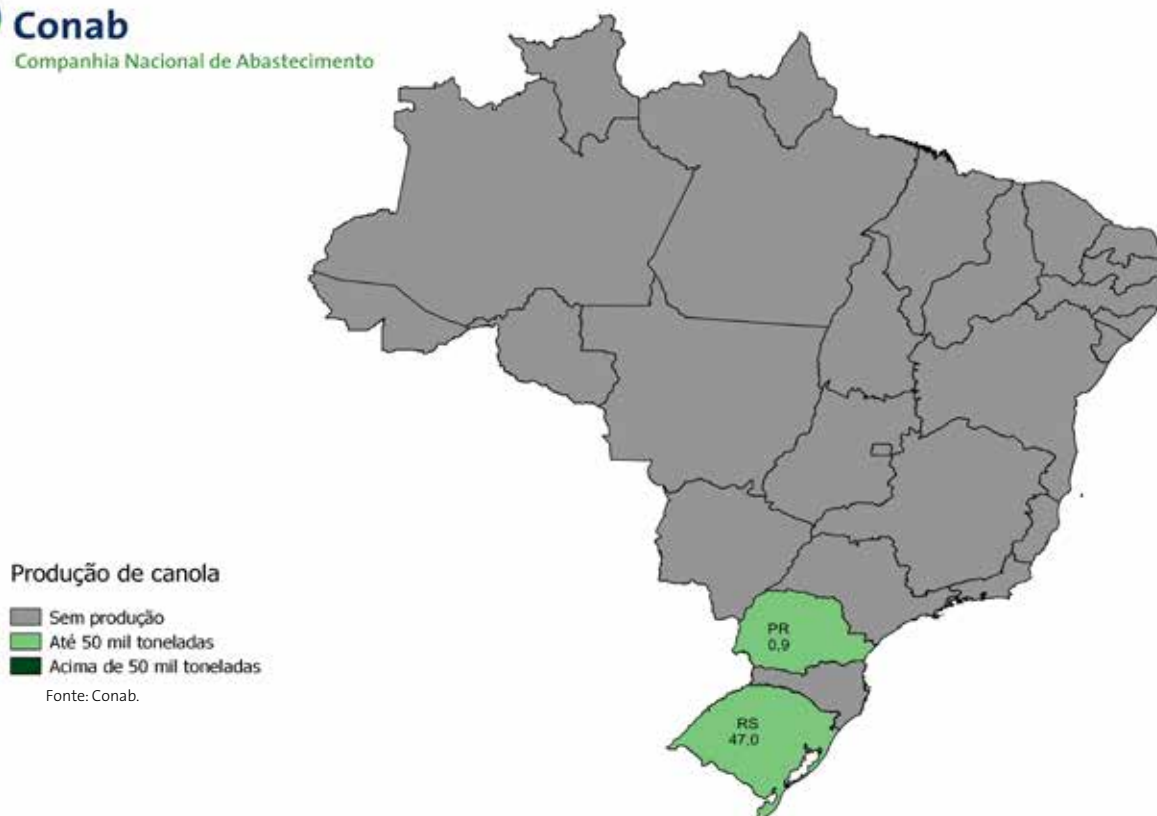 Conab
Companhia Nacional de Abastecimento
Produção de canola
Sem produção
Até 50 mil toneladas
Acima de 50 mil toneladas
Fonte: Conab.
PR
0,9
RS
47,0